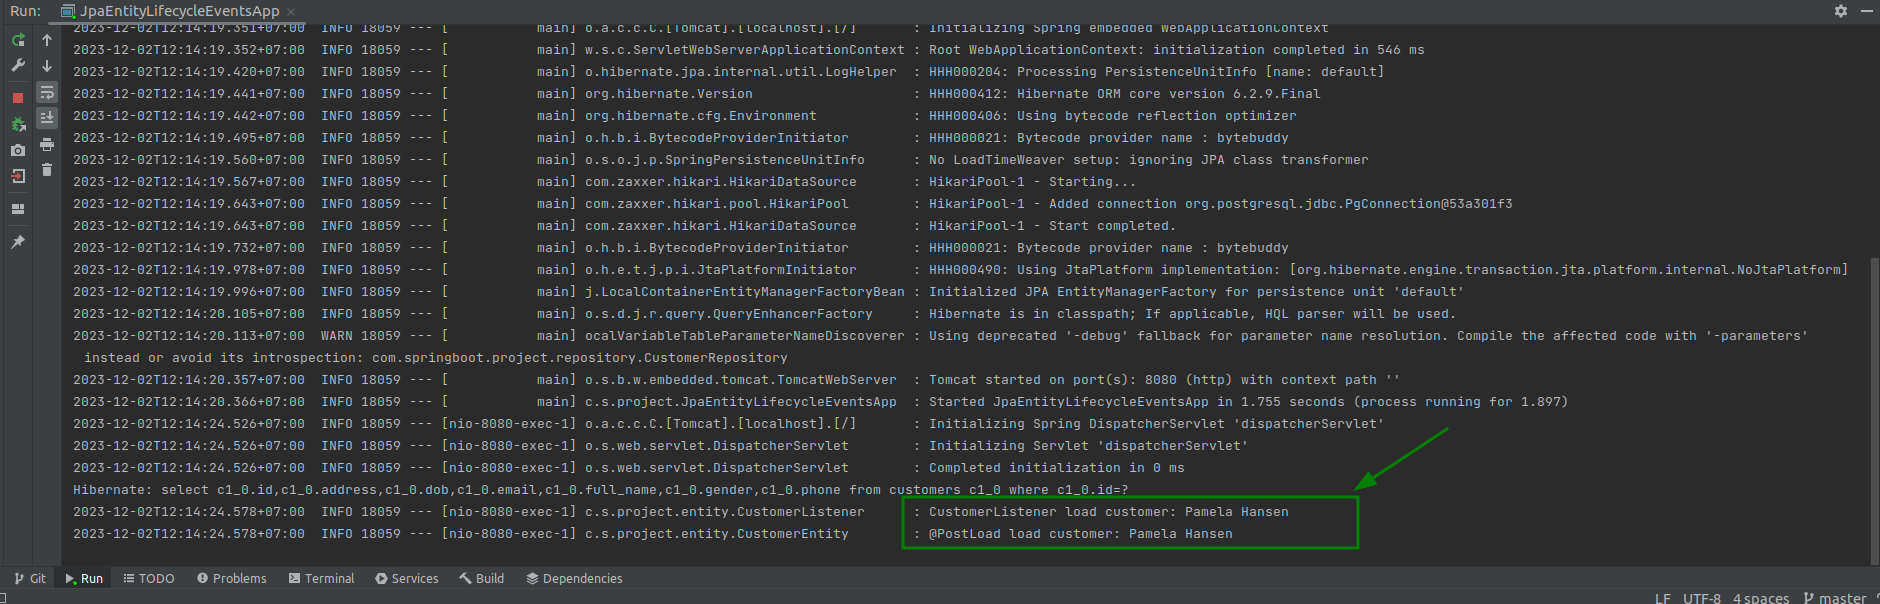 Run: JpaEntityLifecycleEventsApp ×
2023-12-02T12:14:19.351+07:00  INFO 18059 --- [           main] o.a.c.c.C.[Tomcat].[localhost].[/]       : Initializing Spring embedded WebApplicationContext
2023-12-02T12:14:19.352+07:00  INFO 18059 --- [           main] w.s.c.ServletWebServerApplicationContext : Root WebApplicationContext: initialization completed in 546 ms
2023-12-02T12:14:19.420+07:00  INFO 18059 --- [           main] o.hibernate.jpa.internal.util.LogHelper  : HHH000204: Processing PersistenceUnitInfo [name: default]
2023-12-02T12:14:19.441+07:00  INFO 18059 --- [           main] org.hibernate.Version                    : HHH000412: Hibernate ORM core version 6.2.9.Final
2023-12-02T12:14:19.442+07:00  INFO 18059 --- [           main] org.hibernate.cfg.Environment            : HHH000406: Using bytecode reflection optimizer
2023-12-02T12:14:19.495+07:00  INFO 18059 --- [           main] o.h.b.i.BytecodeProviderInitiator        : HHH000021: Bytecode provider name : bytebuddy
2023-12-02T12:14:19.560+07:00  INFO 18059 --- [           main] o.s.o.j.p.SpringPersistenceUnitInfo      : No LoadTimeWeaver setup: ignoring JPA class transformer
2023-12-02T12:14:19.567+07:00  INFO 18059 --- [           main] com.zaxxer.hikari.HikariDataSource       : HikariPool-1 - Starting...
2023-12-02T12:14:19.643+07:00  INFO 18059 --- [           main] com.zaxxer.hikari.pool.HikariPool        : HikariPool-1 - Added connection org.postgresql.jdbc.PgConnection@53a301f3
2023-12-02T12:14:19.643+07:00  INFO 18059 --- [           main] com.zaxxer.hikari.HikariDataSource       : HikariPool-1 - Start completed.
2023-12-02T12:14:19.732+07:00  INFO 18059 --- [           main] o.h.b.i.BytecodeProviderInitiator        : HHH000021: Bytecode provider name : bytebuddy
2023-12-02T12:14:19.978+07:00  INFO 18059 --- [           main] o.h.e.t.j.p.i.JtaPlatformInitiator       : HHH000490: Using JtaPlatform implementation: [org.hibernate.engine.transaction.jta.platform.internal.NoJtaPlatform]
2023-12-02T12:14:19.996+07:00  INFO 18059 --- [           main] j.LocalContainerEntityManagerFactoryBean : Initialized JPA EntityManagerFactory for persistence unit 'default'
2023-12-02T12:14:20.105+07:00  INFO 18059 --- [           main] o.s.d.j.r.query.QueryEnhancerFactory     : Hibernate is in classpath; If applicable, HQL parser will be used.
2023-12-02T12:14:20.113+07:00  WARN 18059 --- [           main] ocalVariableTableParameterNameDiscoverer : Using deprecated '-debug' fallback for parameter name resolution. Compile the affected code with '-parameters'
instead or avoid its introspection: com.springboot.project.repository.CustomerRepository
2023-12-02T12:14:20.357+07:00  INFO 18059 --- [           main] o.s.b.w.embedded.tomcat.TomcatWebServer  : Tomcat started on port(s): 8080 (http) with context path ''
2023-12-02T12:14:20.366+07:00  INFO 18059 --- [           main] c.s.project.JpaEntityLifecycleEventsApp  : Started JpaEntityLifecycleEventsApp in 1.755 seconds (process running for 1.897)
2023-12-02T12:14:24.526+07:00  INFO 18059 --- [nio-8080-exec-1] o.a.c.c.C.[Tomcat].[localhost].[/]       : Initializing Spring DispatcherServlet 'dispatcherServlet'
2023-12-02T12:14:24.526+07:00  INFO 18059 --- [nio-8080-exec-1] o.s.web.servlet.DispatcherServlet        : Initializing Servlet 'dispatcherServlet'
2023-12-02T12:14:24.526+07:00  INFO 18059 --- [nio-8080-exec-1] o.s.web.servlet.DispatcherServlet        : Completed initialization in 0 ms
Hibernate: select c1_0.id,c1_0.address,c1_0.dob,c1_0.email,c1_0.full_name,c1_0.gender,c1_0.phone from customers c1_0 where c1_0.id=?
2023-12-02T12:14:24.578+07:00  INFO 18059 --- [nio-8080-exec-1] c.s.project.entity.CustomerListener      : CustomerListener load customer: Pamela Hansen
2023-12-02T12:14:24.578+07:00  INFO 18059 --- [nio-8080-exec-1] c.s.project.entity.CustomerEntity        : @PostLoad load customer: Pamela Hansen
Git Run TODO Problems Terminal Services Build Dependencies
LF UTF-8 4 spaces master